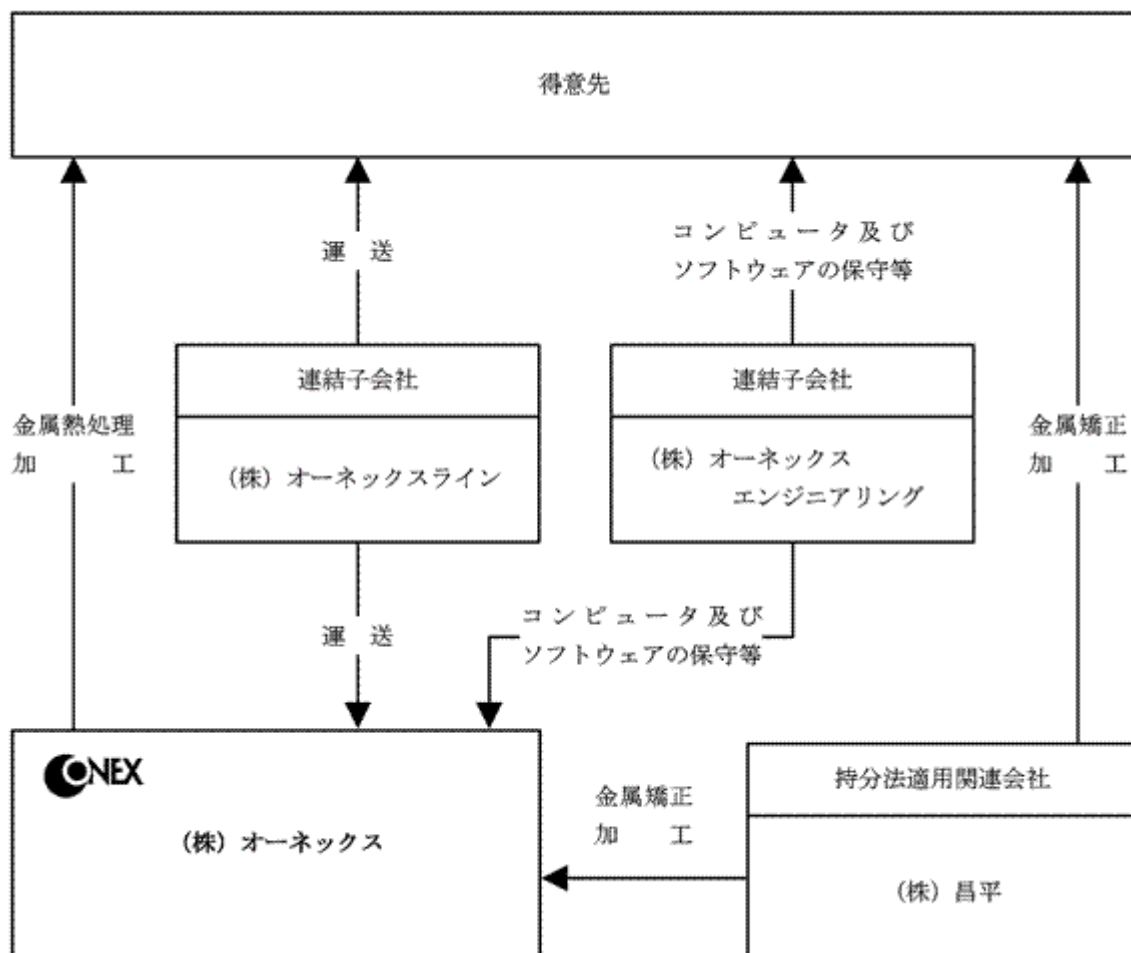 得意先
運 送
コンピュータ及び
ソフトウェアの保守等
連結子会社
(株)オーネックスライン
連結子会社
(株)オーネックス
エンジニアリング
金属熱処理
加 工
金属矯正
加 工
運 送
コンピュータ及び
ソフトウェアの保守等
ONEX
(株)オーネックス
金属矯正
加 工
持分法適用関連会社
(株)昌平